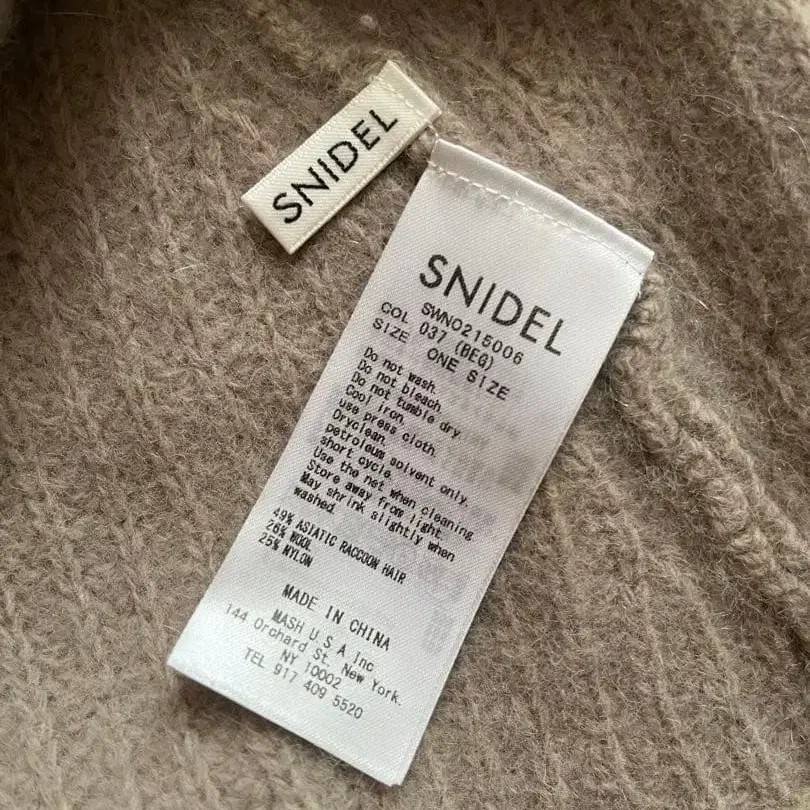 SNIDEL
SNIDEL
SWNO215006
COL 037 (BEG)
SIZE ONE SIZE
Do not wash.
Do not bleach
Do not tumble dry
Cool iron.
use press cloth.
Dryclean.
petroleum solvent only.
short cycle.
Use the net when cleaning
Store away from light.
May shrink slightly when
washed.
49% ASIATIC RACCOON HAIR
26% WOOL
25% NYLON
MADE IN CHINA
MASH U S A Inc
144 Orchard St. New York.
NY 10002
TEL 917 409 5520